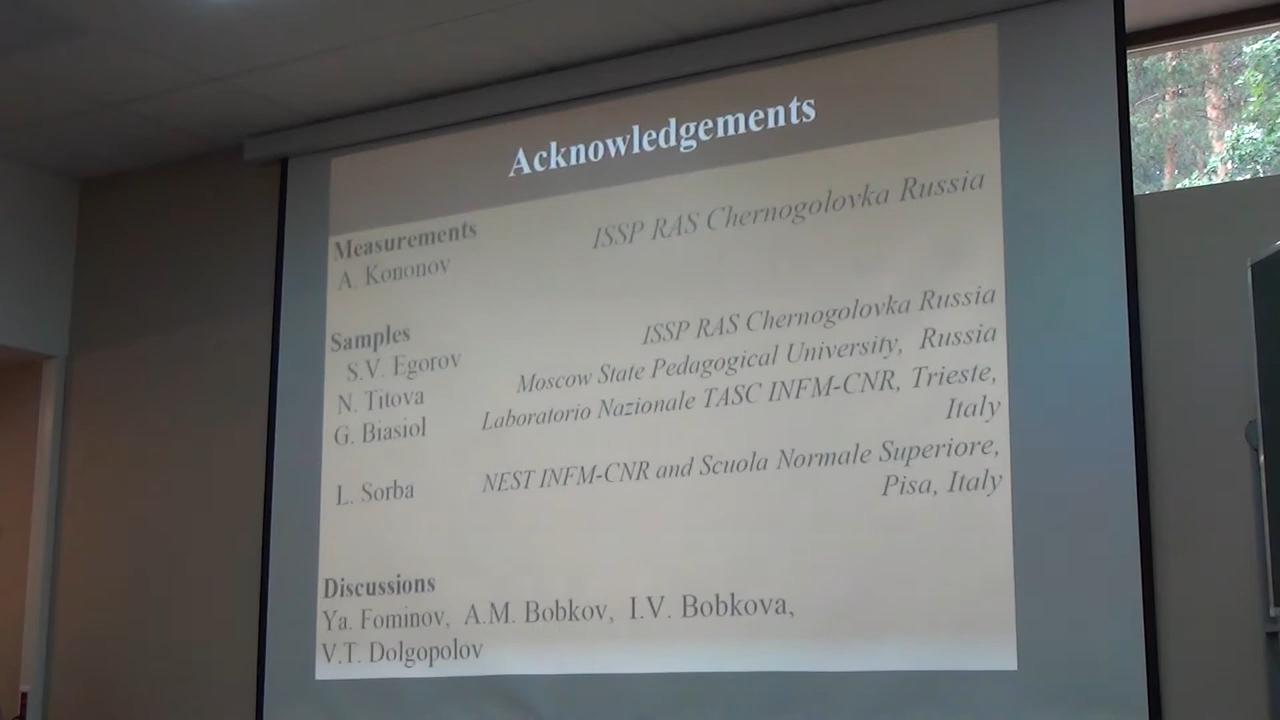 Acknowledgements
Measurements
A. Kononov ISSP RAS Chernogolovka Russia
Samples
S.V. Egorov ISSP RAS Chernogolovka Russia
N. Titova Moscow State Pedagogical University, Russia
G. Biasiol Laboratorio Nazionale TASC INFM-CNR, Trieste,
Italy
L. Sorba NEST INFM-CNR and Scuola Normale Superiore,
Pisa, Italy
Discussions
Ya. Fominov, A.M. Bobkov, I.V. Bobkova,
V.T. Dolgopolov